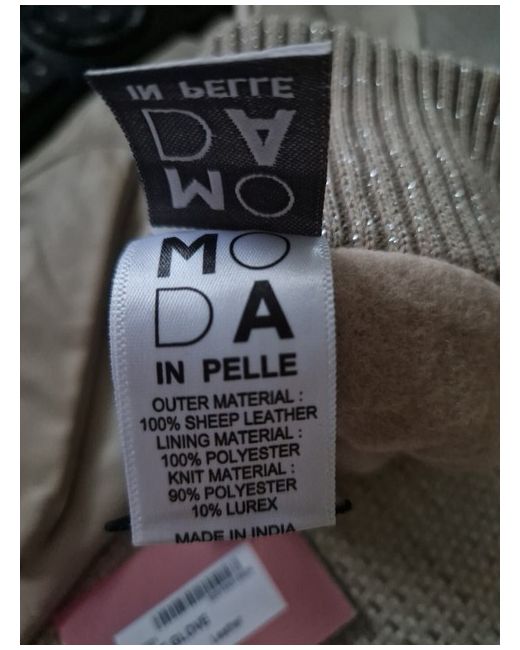 IN PELLE
DA
MO
MO
DA
IN PELLE
OUTER MATERIAL :
100% SHEEP LEATHER
LINING MATERIAL :
100% POLYESTER
KNIT MATERIAL :
90% POLYESTER
10% LUREX
MADE IN INDIA
GLOVE
Leather